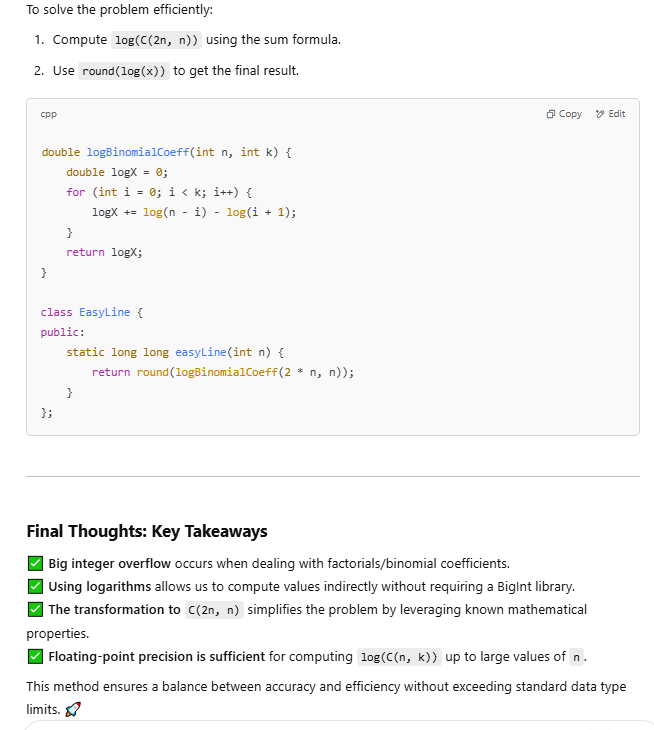 To solve the problem efficiently:
1. Compute log(C(2n, n)) using the sum formula.
2. Use round(log(x)) to get the final result.
cpp
Copy Edit
double logBinomialCoeff(int n, int k) {
    double logX = 0;
    for (int i = 0; i < k; i++) {
        logX += log(n - i) - log(i + 1);
    }
    return logX;
}

class EasyLine {
public:
    static long long easyLine(int n) {
        return round(logBinomialCoeff(2 * n, n));
    }
};
Final Thoughts: Key Takeaways
✅ Big integer overflow occurs when dealing with factorials/binomial coefficients.
✅ Using logarithms allows us to compute values indirectly without requiring a BigInt library.
✅ The transformation to C(2n, n) simplifies the problem by leveraging known mathematical
properties.
✅ Floating-point precision is sufficient for computing log(C(n, k)) up to large values of n.
This method ensures a balance between accuracy and efficiency without exceeding standard data type
limits. 🚀